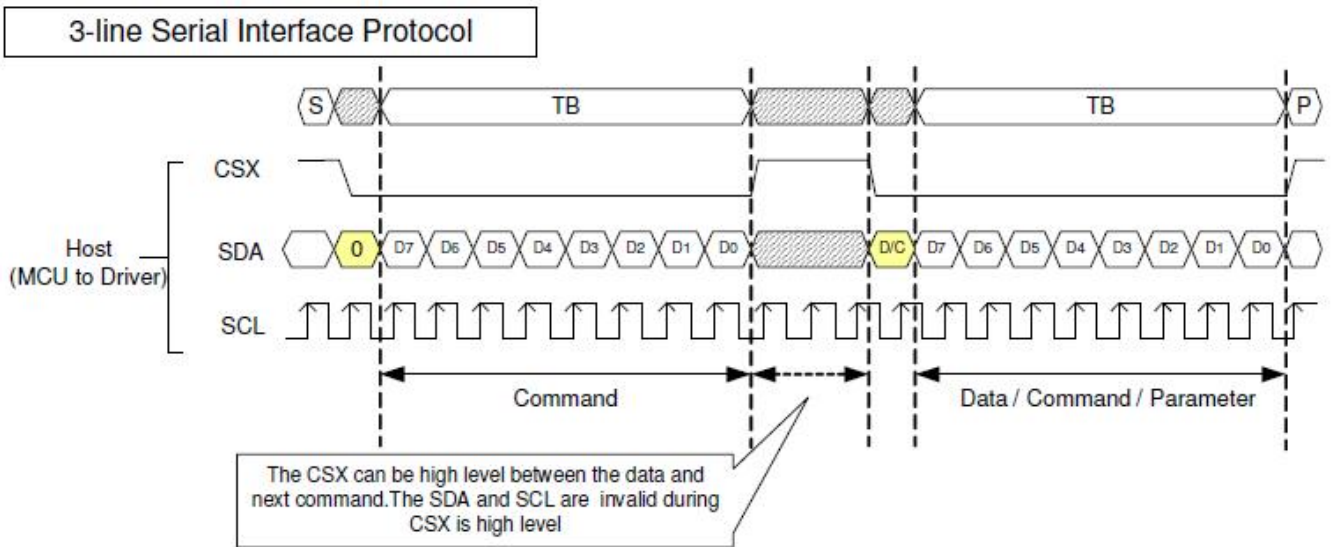 3-line Serial Interface Protocol
S TB TB P
CSX
Host
(MCU to Driver)
SDA 0 D7 D6 D5 D4 D3 D2 D1 D0 D/C D7 D6 D5 D4 D3 D2 D1 D0
SCL
Command Data / Command / Parameter
The CSX can be high level between the data and
next command.The SDA and SCL are invalid during
CSX is high level